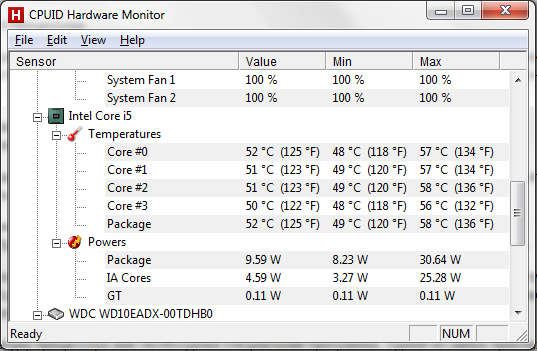 CPUID Hardware Monitor
File Edit View Help
Sensor Value Min Max
System Fan 1 100 % 100 % 100 %
System Fan 2 100 % 100 % 100 %
Intel Core i5
Temperatures
Core #0 52 °C (125 °F) 48 °C (118 °F) 57 °C (134 °F)
Core #1 51 °C (123 °F) 49 °C (120 °F) 57 °C (134 °F)
Core #2 51 °C (123 °F) 49 °C (120 °F) 58 °C (136 °F)
Core #3 50 °C (122 °F) 48 °C (118 °F) 56 °C (132 °F)
Package 52 °C (125 °F) 49 °C (120 °F) 58 °C (136 °F)
Powers
Package 9.59 W 8.23 W 30.64 W
IA Cores 4.59 W 3.27 W 25.28 W
GT 0.11 W 0.11 W 0.11 W
WDC WD10EADX-00TDHB0
Ready NUM